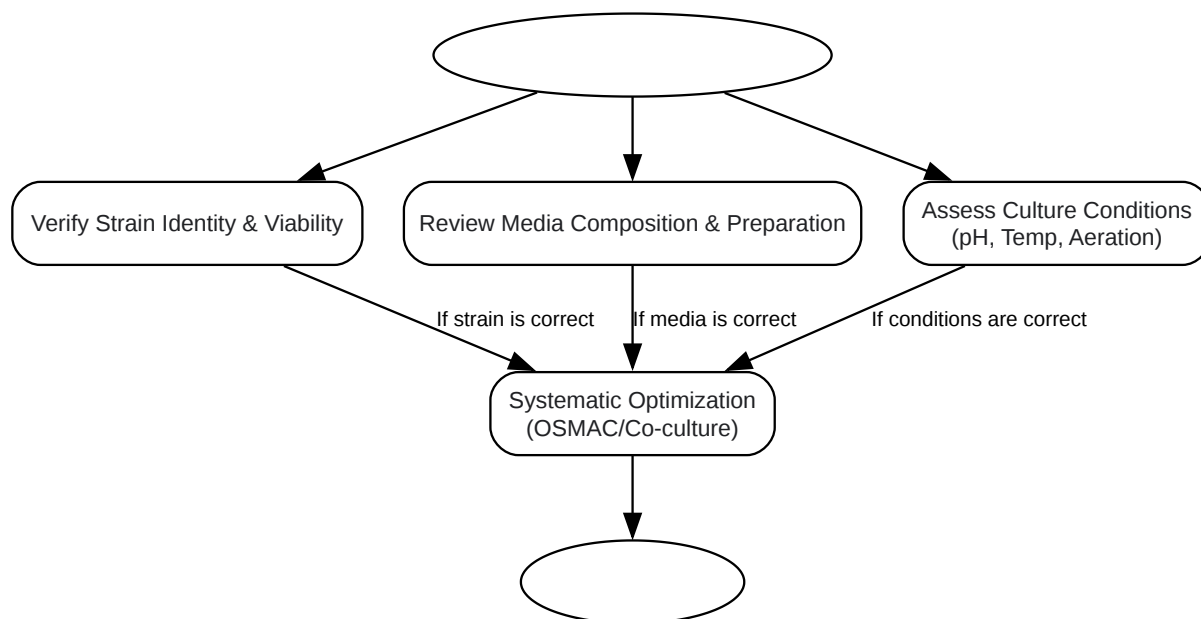 Verify Strain Identity & Viability
Review Media Composition & Preparation
Assess Culture Conditions
(pH, Temp, Aeration)
If strain is correct
If media is correct
If conditions are correct
Systematic Optimization
(OSMAC/Co-culture)